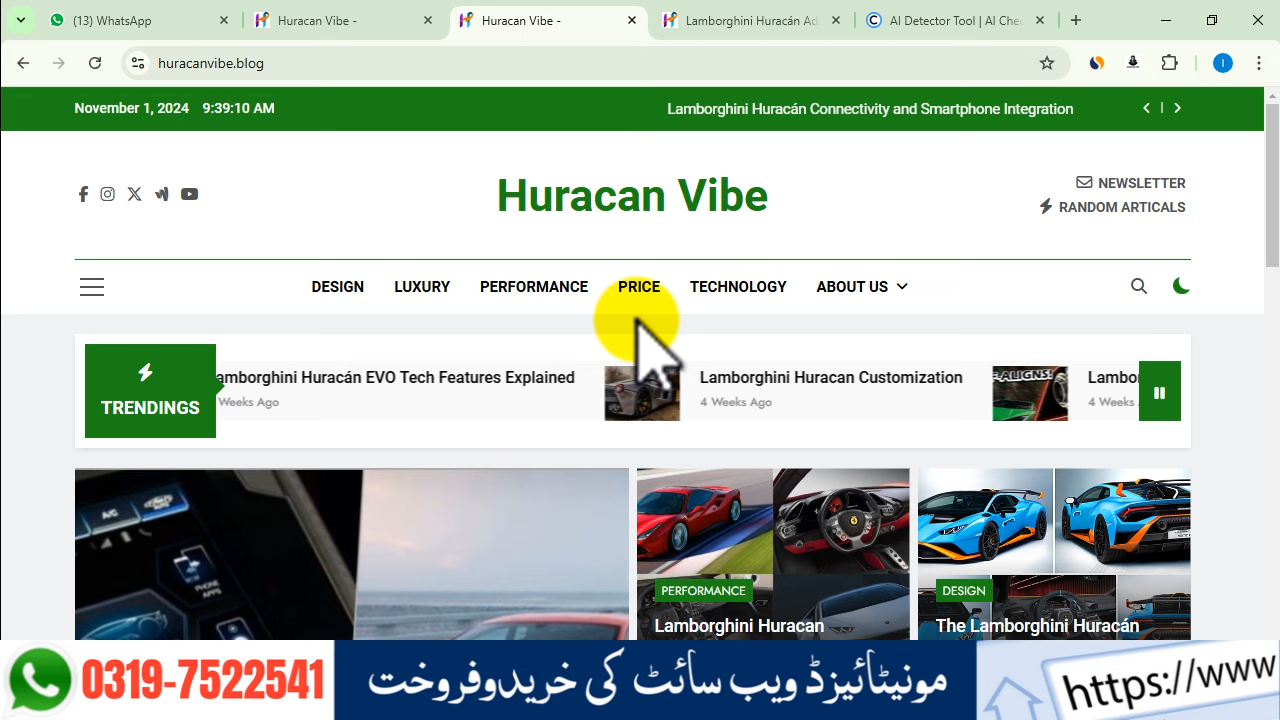 (13) WhatsApp
Huracan Vibe -
Huracan Vibe -
Lamborghini Huracán Ad
AI Detector Tool | AI Che
huracanvibe.blog
I
November 1, 2024 9:39:10 AM
Lamborghini Huracán Connectivity and Smartphone Integration
Huracan Vibe
NEWSLETTER
RANDOM ARTICALS
DESIGN LUXURY PERFORMANCE PRICE TECHNOLOGY ABOUT US
TRENDINGS
amborghini Huracán EVO Tech Features Explained
Weeks Ago
Lamborghini Huracan Customization
4 Weeks Ago
-ALIGNS!
Lambo
4 Weeks
A/C
PHONE
APPS
PERFORMANCE
Lamborghini Huracan
DESIGN
The Lamborghini Huracán
0319-7522541
مونیٹائیزڈ ویب سائٹ کی خریدوفروخت
https://www